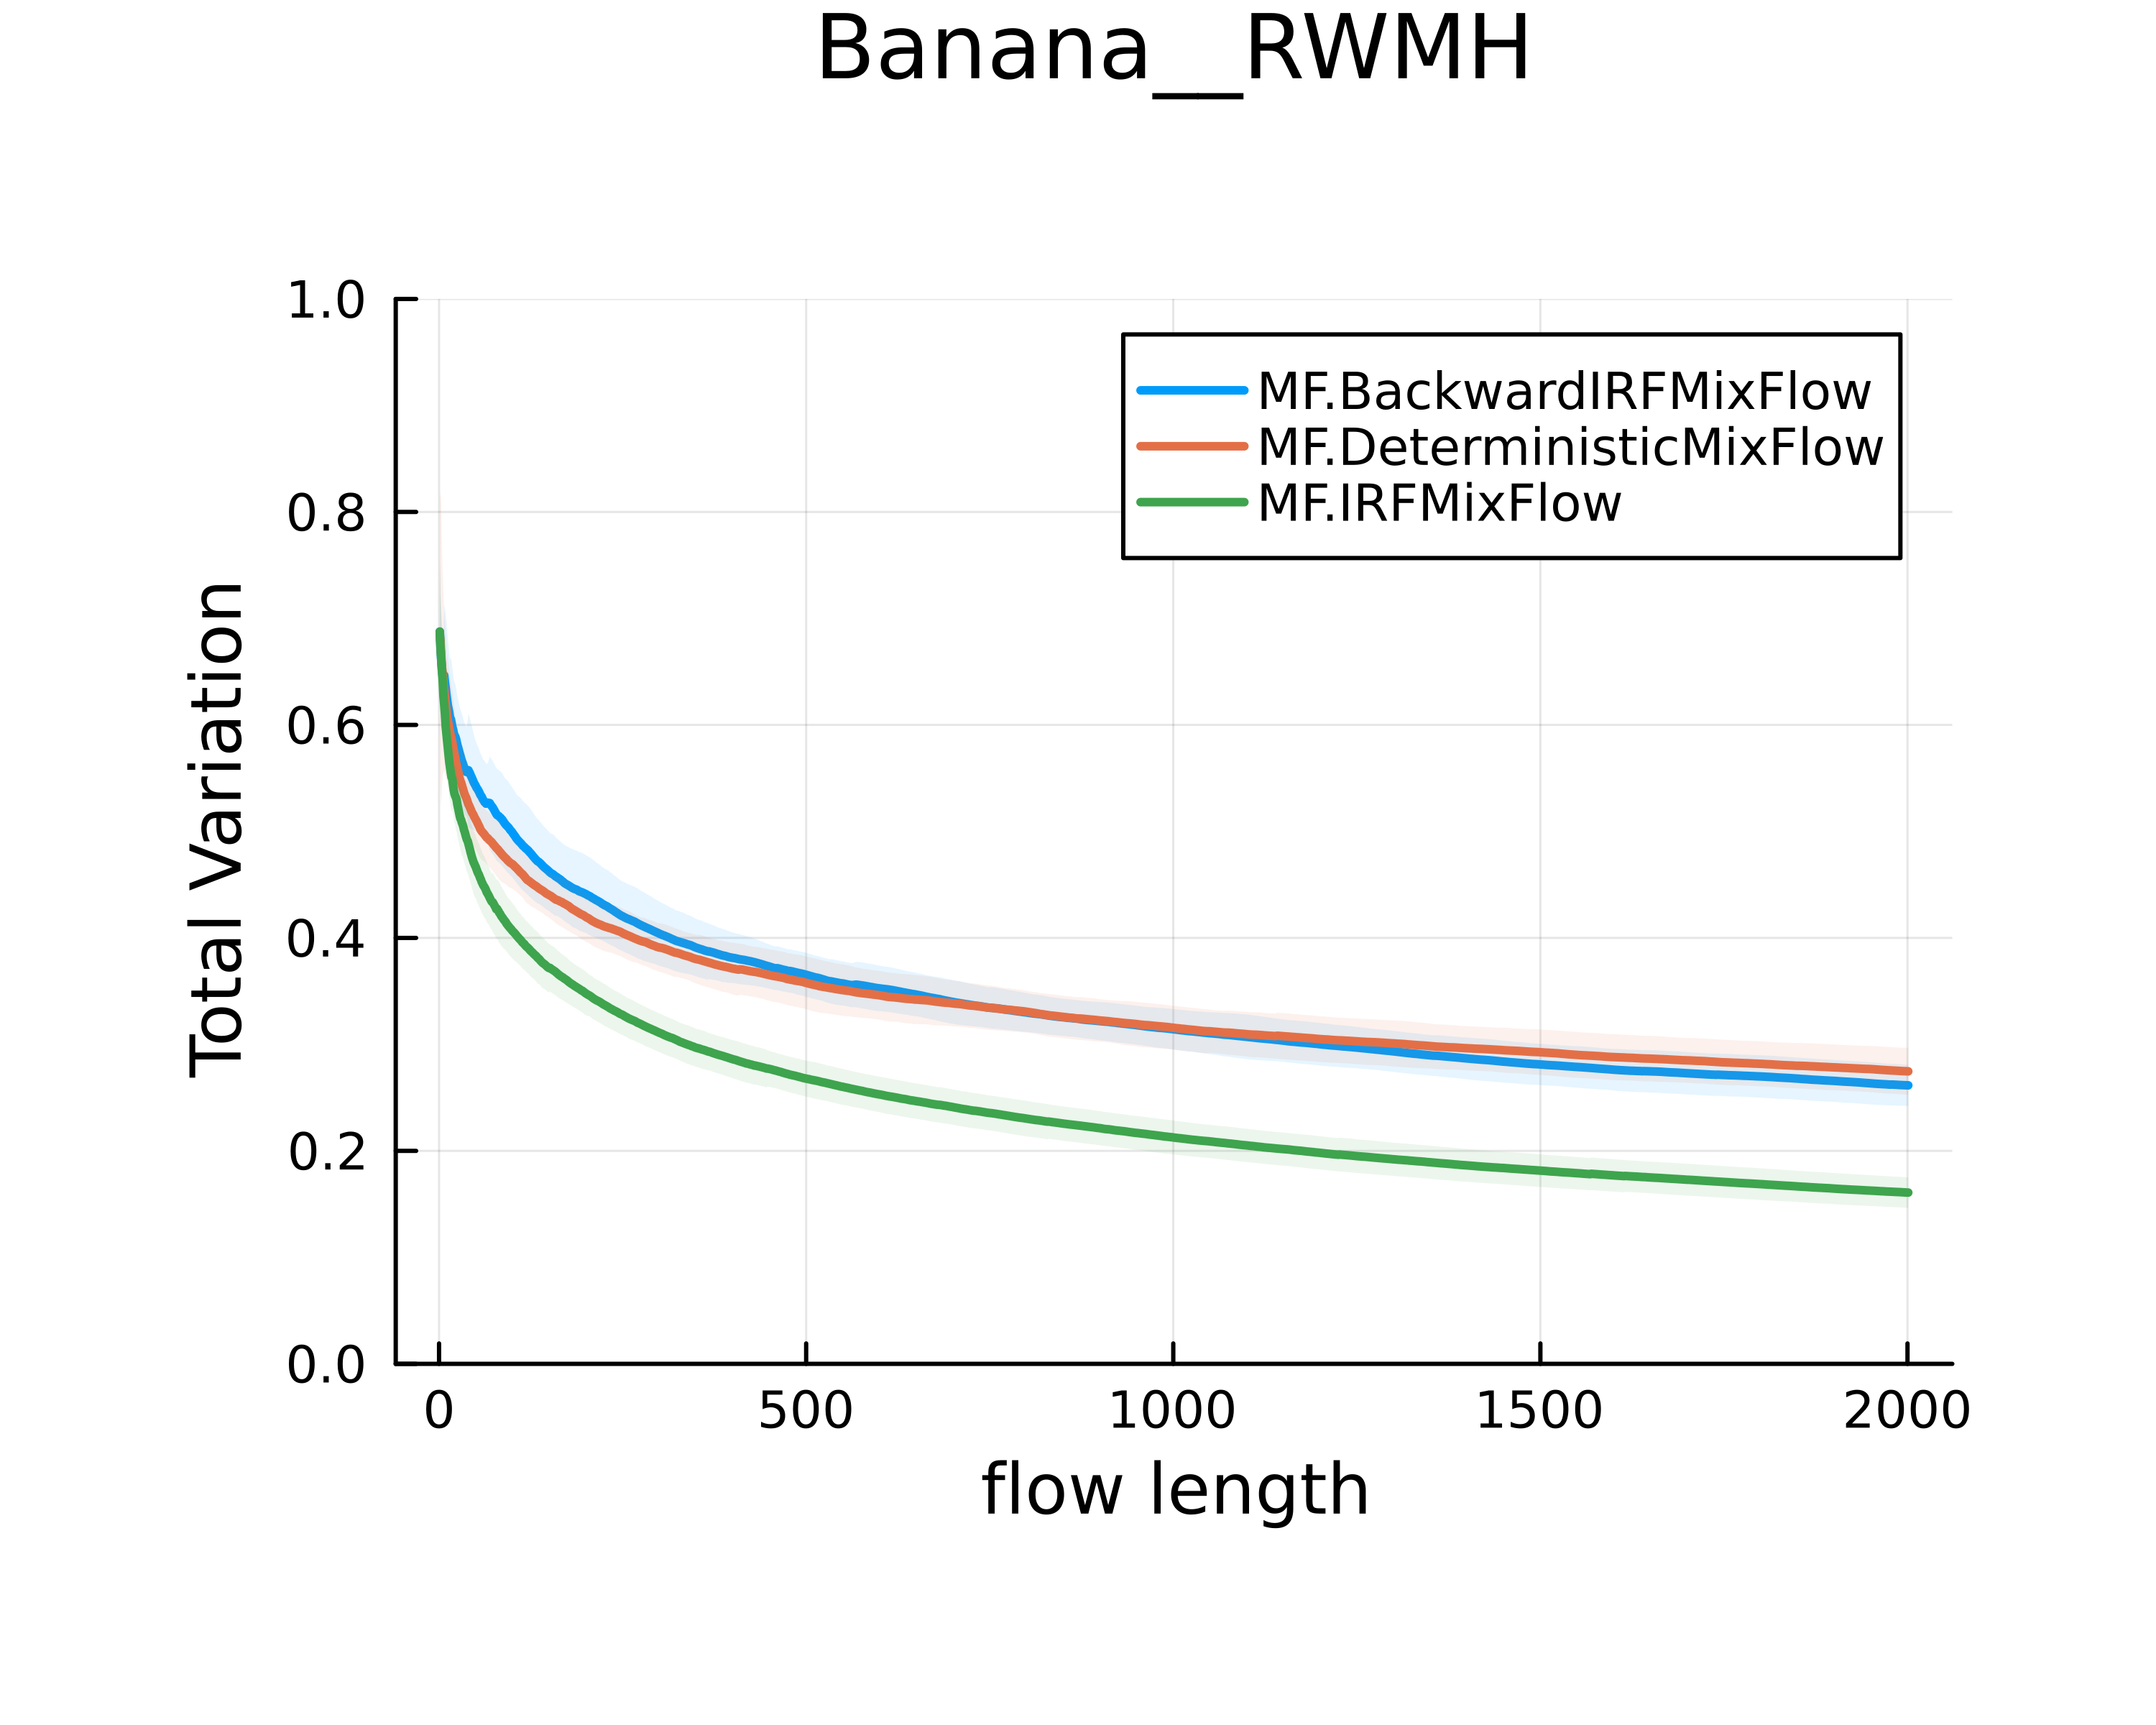 Banana__RWMH
1.0
0.8
0.6
0.4
0.2
0.0
Total Variation
MF.BackwardIRFMixFlow
MF.DeterministicMixFlow
MF.IRFMixFlow
0 500 1000 1500 2000
flow length